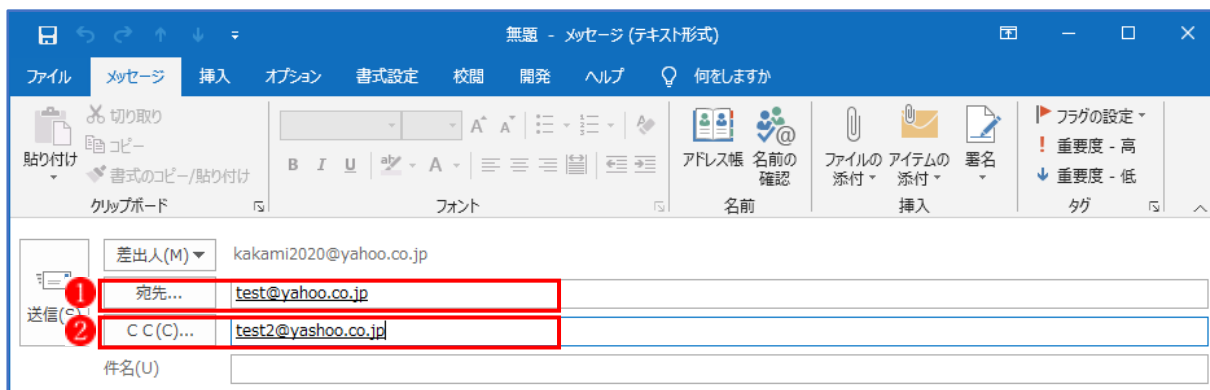 無題 - メッセージ (テキスト形式)
ファイル メッセージ 挿入 オプション 書式設定 校閲 開発 ヘルプ 何をしますか
貼り付け
切り取り
コピー
書式のコピー/貼り付け
クリップボード
B I U ab A
A A
フォント
アドレス帳
名前の
確認
名前
ファイルの
添付
アイテムの
添付
署名
挿入
フラグの設定
! 重要度 - 高
重要度 - 低
タグ
送信(S)
差出人(M) kakami2020@yahoo.co.jp
1 宛先... test@yahoo.co.jp
2 C C(C)... test2@yashoo.co.jp
件名(U)